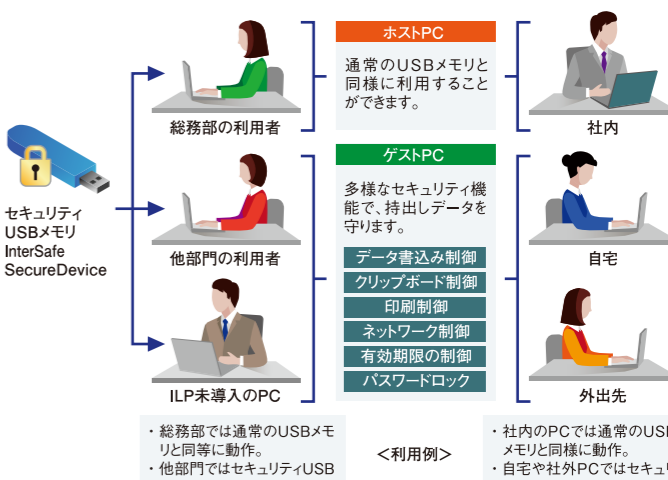 セキュリティ
USBメモリ
InterSafe
SecureDevice
総務部の利用者
他部門の利用者
ILP未導入のPC
ホストPC
通常のUSBメモリと
同様に利用すること
ができます。
ゲストPC
多様なセキュリティ機
能で、持出しデータを
守ります。
データ書込み制御
クリップボード制御
印刷制御
ネットワーク制御
有効期限の制御
パスワードロック
社内
自宅
外出先
・総務部では通常のUSBメモ
リと同等に動作。
・他部門ではセキュリティUSB
＜利用例＞
・社内のPCでは通常のUSB
メモリと同様に動作。
・自宅や社外PCではセキュリ